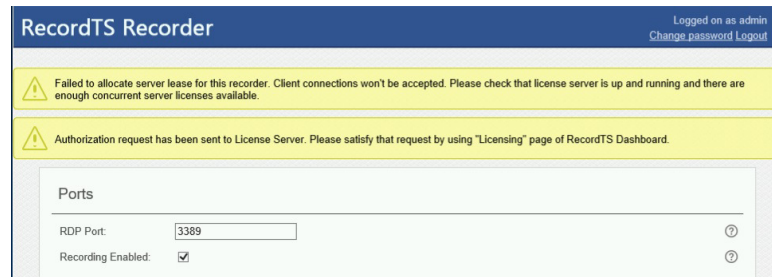 RecordTS Recorder
Logged on as admin
Change password Logout
Failed to allocate server lease for this recorder. Client connections won't be accepted. Please check that license server is up and running and there are
enough concurrent server licenses available.
Authorization request has been sent to License Server. Please satisfy that request by using "Licensing" page of RecordTS Dashboard.
Ports
RDP Port: 3389
Recording Enabled: